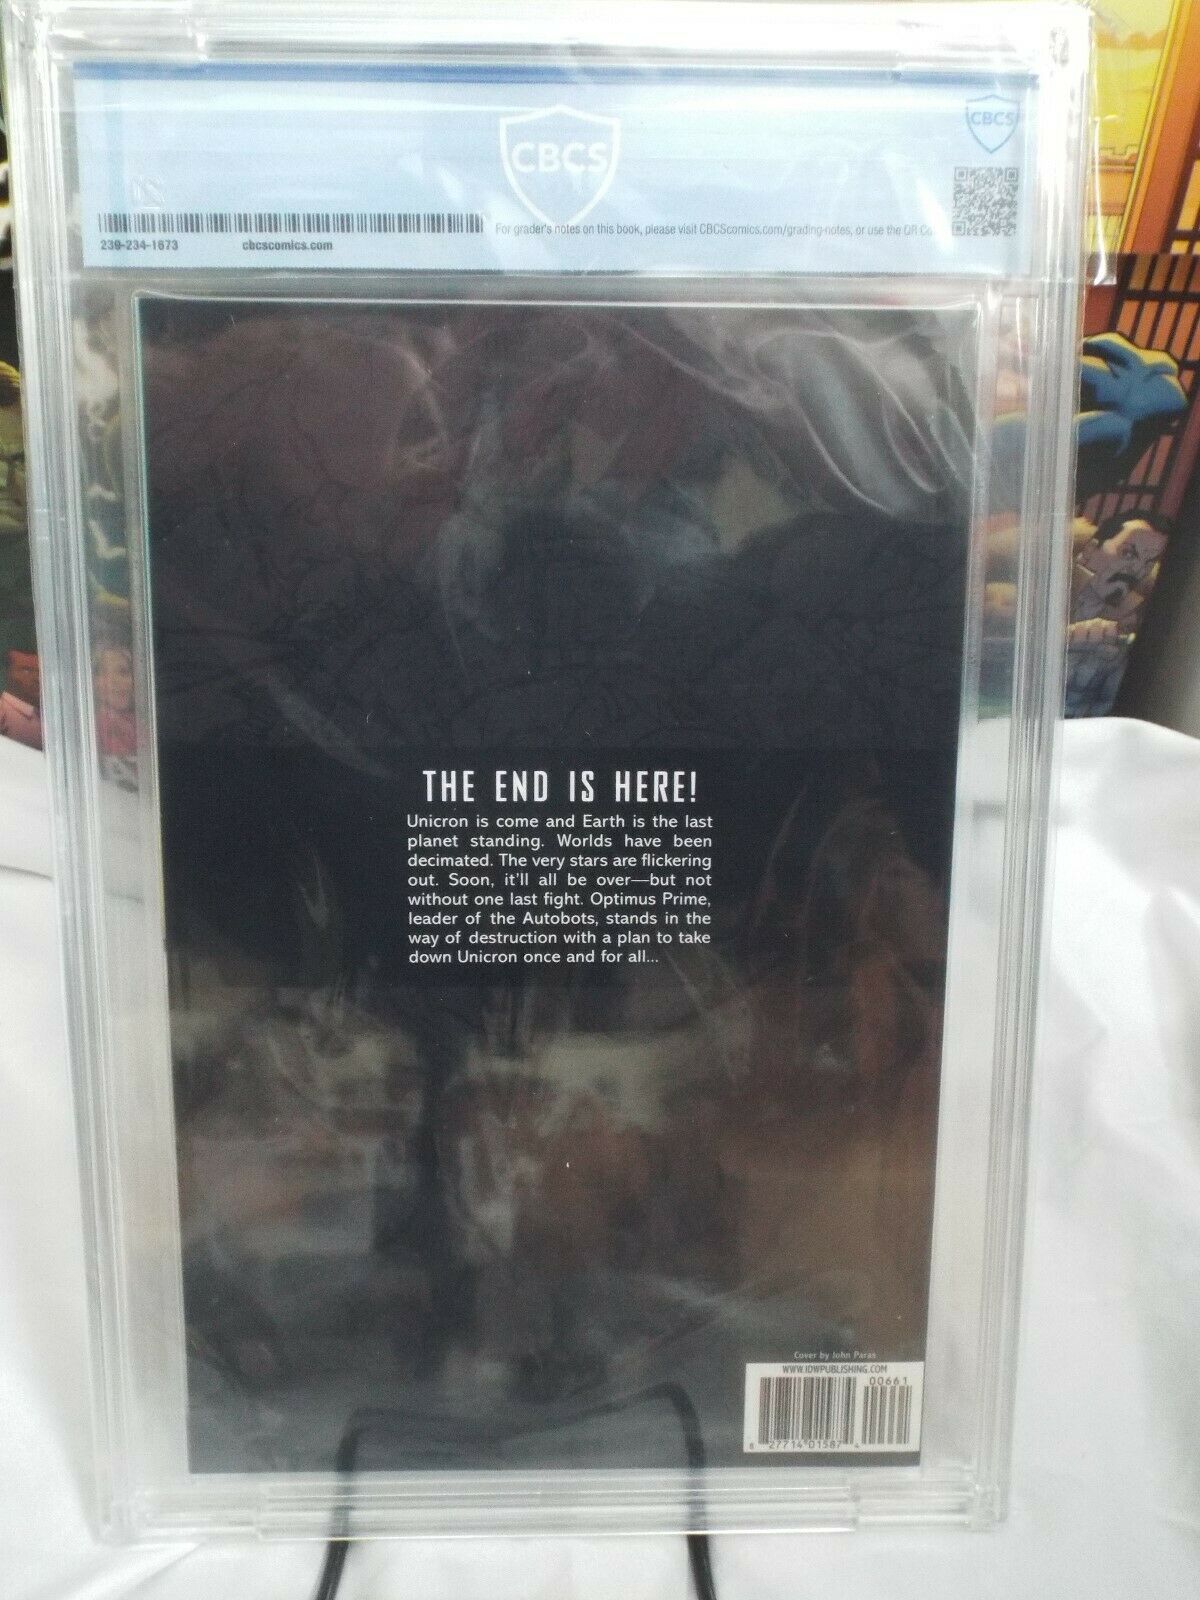 CBCS
CBCS
239-234-1673
cbcscomics.com
For grader's notes on this book, please visit CBCScomics.com/grading-notes, or use the QR
THE END IS HERE!
Unicron is come and Earth is the last
planet standing. Worlds have been
decimated. The very stars are flickering
out. Soon, it'll all be over—but not
without one last fight. Optimus Prime,
leader of the Autobots, stands in the
way of destruction with a plan to take
down Unicron once and for all...
Cover by John Paras
WWW.IDWPUBLISHING.COM
00661
8 27714 01587 4